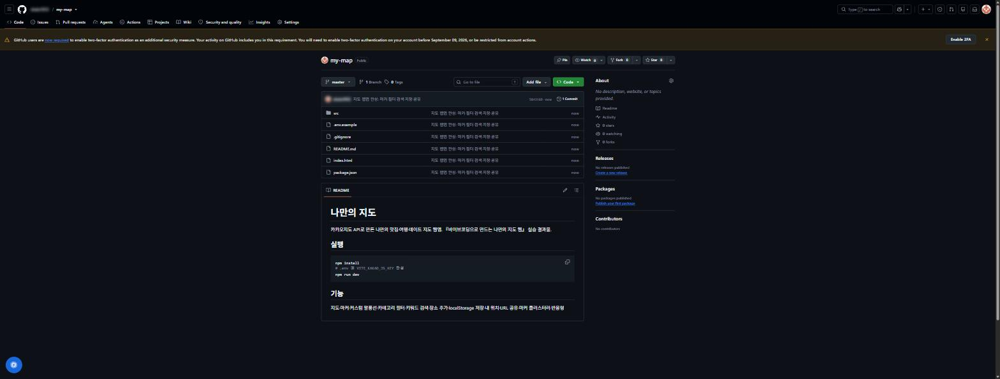 / my-map
Type / to search
Code Issues Pull requests Agents Actions Projects Wiki Security and quality Insights Settings
GitHub users are now required to enable two-factor authentication as an additional security measure. Your activity on GitHub includes you in this requirement. You will need to enable two-factor authentication on your account before September 09, 2026, or be restricted from account actions.
Enable 2FA
my-map Public
Pin Watch 0 Fork 0 Star 0
master 1 Branch 0 Tags
Go to file T Add file Code
지도 웹앱 완성: 마커·필터·검색·저장·공유 5843160 · now 1 Commit
src 지도 웹앱 완성: 마커·필터·검색·저장·공유 now
.env.example 지도 웹앱 완성: 마커·필터·검색·저장·공유 now
.gitignore 지도 웹앱 완성: 마커·필터·검색·저장·공유 now
README.md 지도 웹앱 완성: 마커·필터·검색·저장·공유 now
index.html 지도 웹앱 완성: 마커·필터·검색·저장·공유 now
package.json 지도 웹앱 완성: 마커·필터·검색·저장·공유 now
README
나만의 지도
카카오지도 API로 만든 나만의 맛집·여행·데이트 지도 웹앱. 『바이브코딩으로 만드는 나만의 지도 웹』 실습 결과물.
실행
npm install
# .env 에 VITE_KAKAO_JS_KEY 설정
npm run dev
기능
지도·마커·커스텀 말풍선·카테고리 필터·키워드 검색·장소 추가·localStorage 저장·내 위치·URL 공유·마커 클러스터러·반응형
About
No description, website, or topics
provided.
Readme
Activity
0 stars
0 watching
0 forks
Releases
No releases published
Create a new release
Packages
No packages published
Publish your first package
Contributors
No contributors